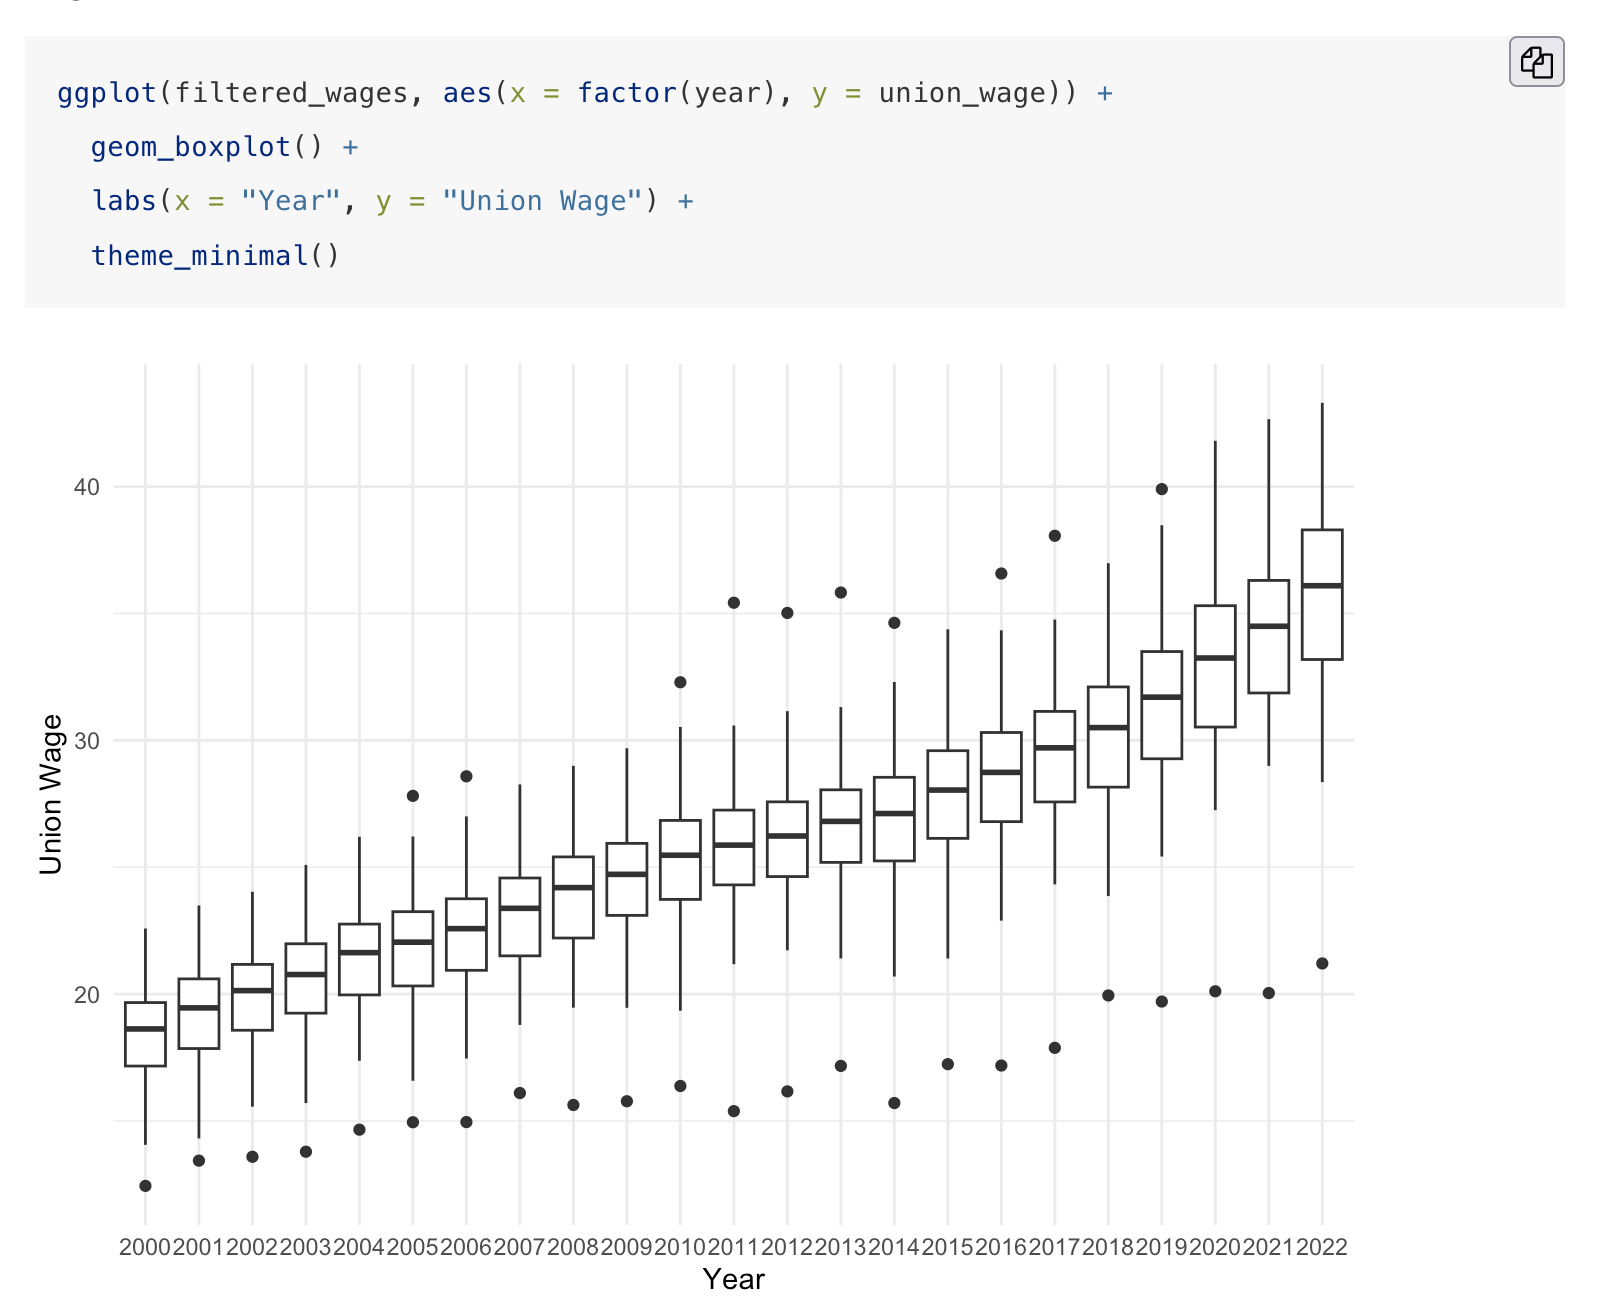 ggplot(filtered_wages, aes(x = factor(year), y = union_wage)) +
geom_boxplot() +
labs(x = "Year", y = "Union Wage") +
theme_minimal()
40
30
20
Union Wage
2000 2001 2002 2003 2004 2005 2006 2007 2008 2009 2010 2011 2012 2013 2014 2015 2016 2017 2018 2019 2020 2021 2022
Year